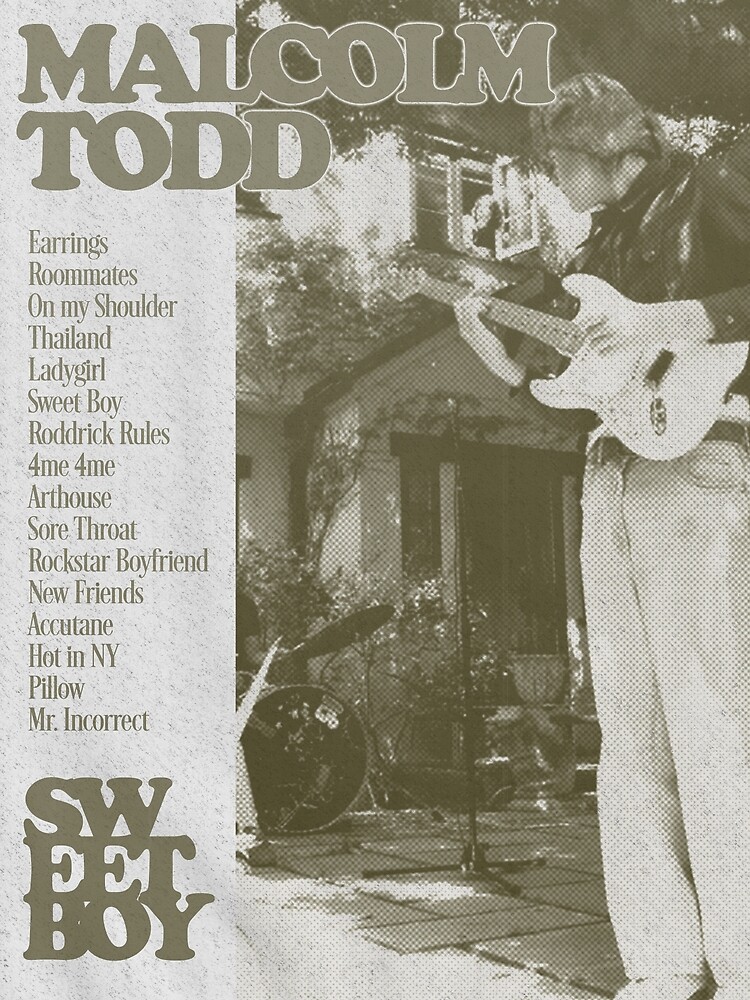 MALCOLM
TODD
Earrings
Roommates
On my Shoulder
Thailand
Ladygirl
Sweet Boy
Roddrick Rules
4me 4me
Arthouse
Sore Throat
Rockstar Boyfriend
New Friends
Accutane
Hot in NY
Pillow
Mr. Incorrect
SW
EET
BOY